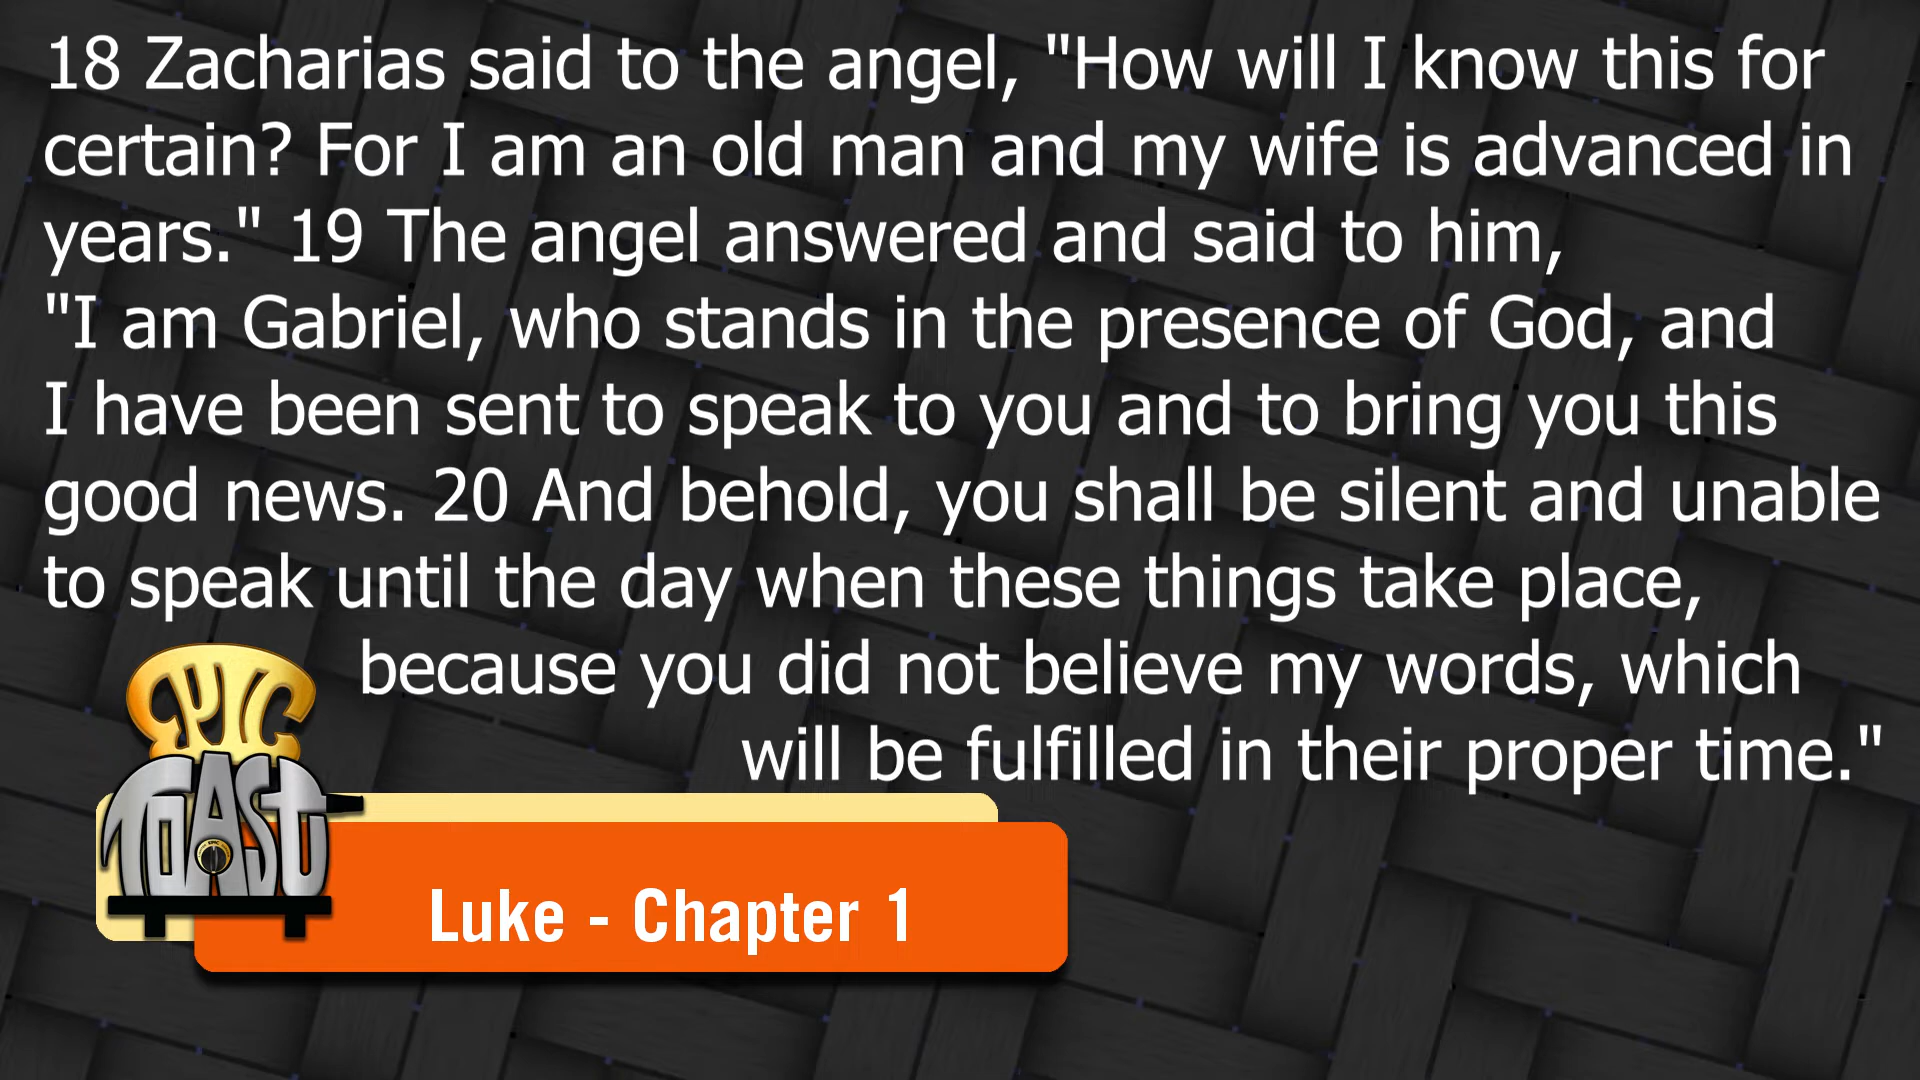 18 Zacharias said to the angel, "How will I know this for
certain? For I am an old man and my wife is advanced in
years." 19 The angel answered and said to him,
"I am Gabriel, who stands in the presence of God, and
I have been sent to speak to you and to bring you this
good news. 20 And behold, you shall be silent and unable
to speak until the day when these things take place,
because you did not believe my words, which
will be fulfilled in their proper time."
EPIC
TOAST
Luke - Chapter 1